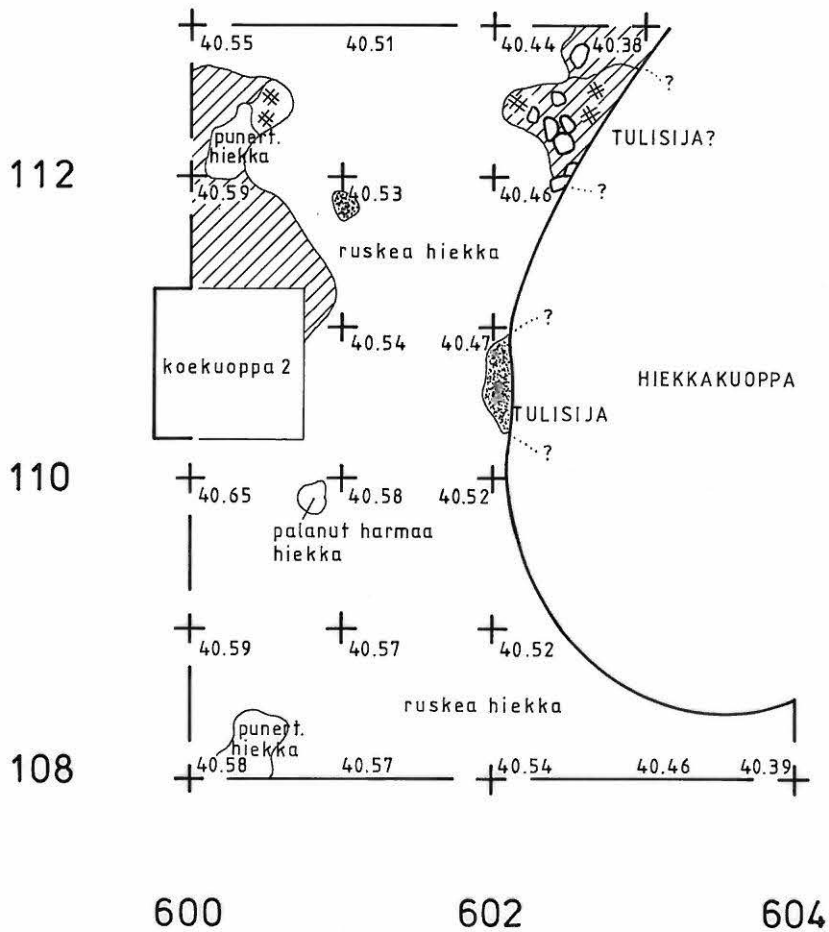 40.55 40.51 40.44 40.38
?
punert.
hiekka
TULISIJA?
112
40.59 40.53 40.46
?
ruskea hiekka
?
40.54 40.47
koekuoppa 2
HIEKKAKUOPPA
TULISIJA
?
110
40.65 40.58 40.52
palanut harmaa
hiekka
40.59 40.57 40.52
ruskea hiekka
punert.
hiekka
108
40.58 40.57 40.54 40.46 40.39
600 602 604